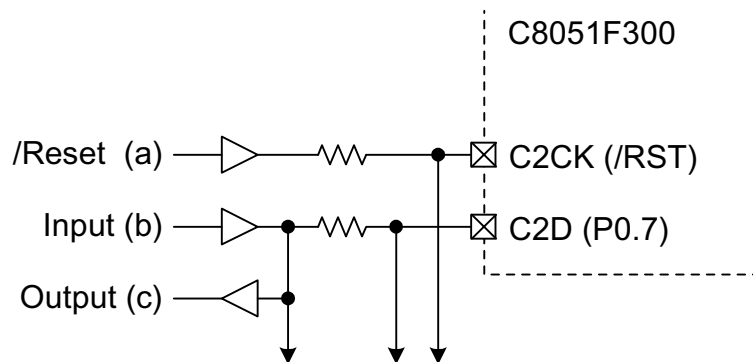 C8051F300
/Reset (a)
C2CK (/RST)
Input (b)
C2D (P0.7)
Output (c)